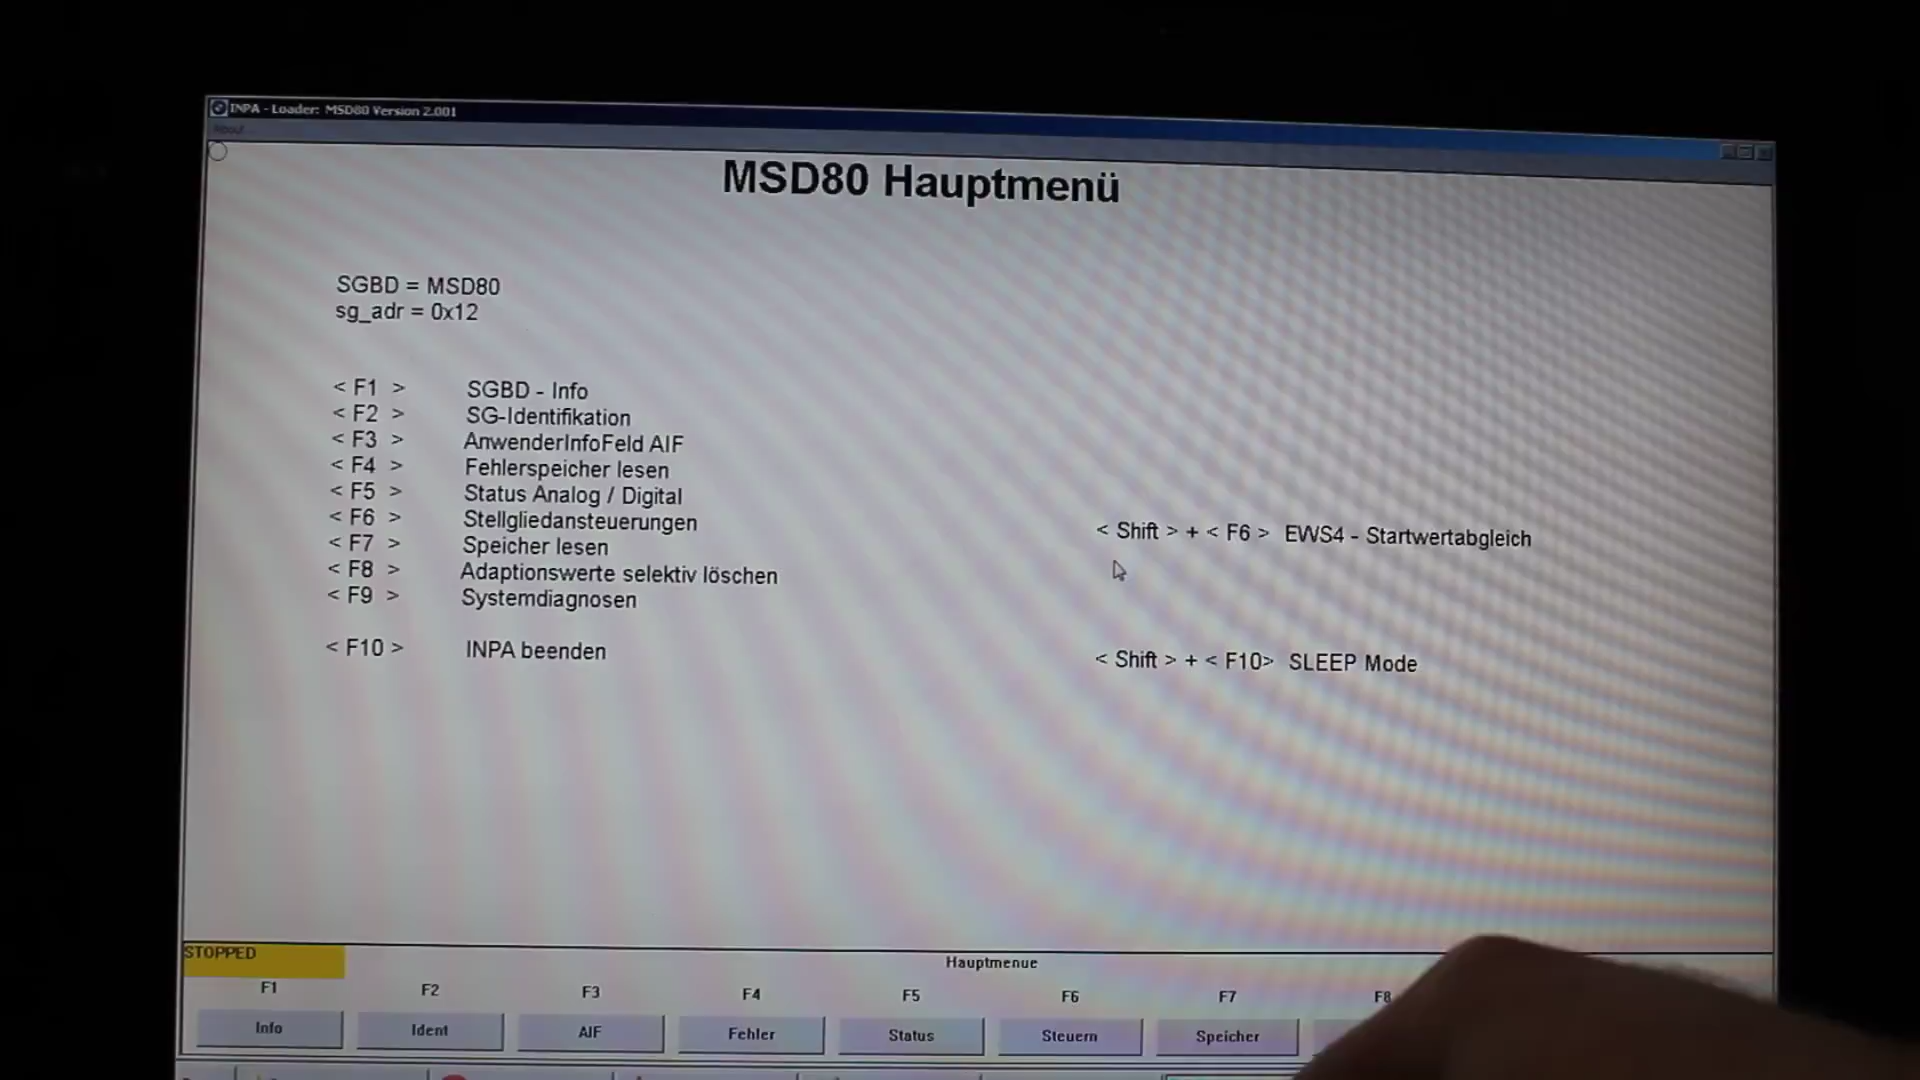 INPA - Loader: MSD80 Version 2.001
About
MSD80 Hauptmenü
SGBD = MSD80
sg_adr = 0x12
< F1 > SGBD - Info
< F2 > SG-Identifikation
< F3 > AnwenderInfoFeld AIF
< F4 > Fehlerspeicher lesen
< F5 > Status Analog / Digital
< F6 > Stellgliedansteuerungen
< Shift > + < F6 > EWS4 - Startwertabgleich
< F7 > Speicher lesen
< F8 > Adaptionswerte selektiv löschen
< F9 > Systemdiagnosen
< F10 > INPA beenden
< Shift > + < F10> SLEEP Mode
STOPPED
Hauptmenue
F1 F2 F3 F4 F5 F6 F7 F8
Info Ident AIF Fehler Status Steuern Speicher